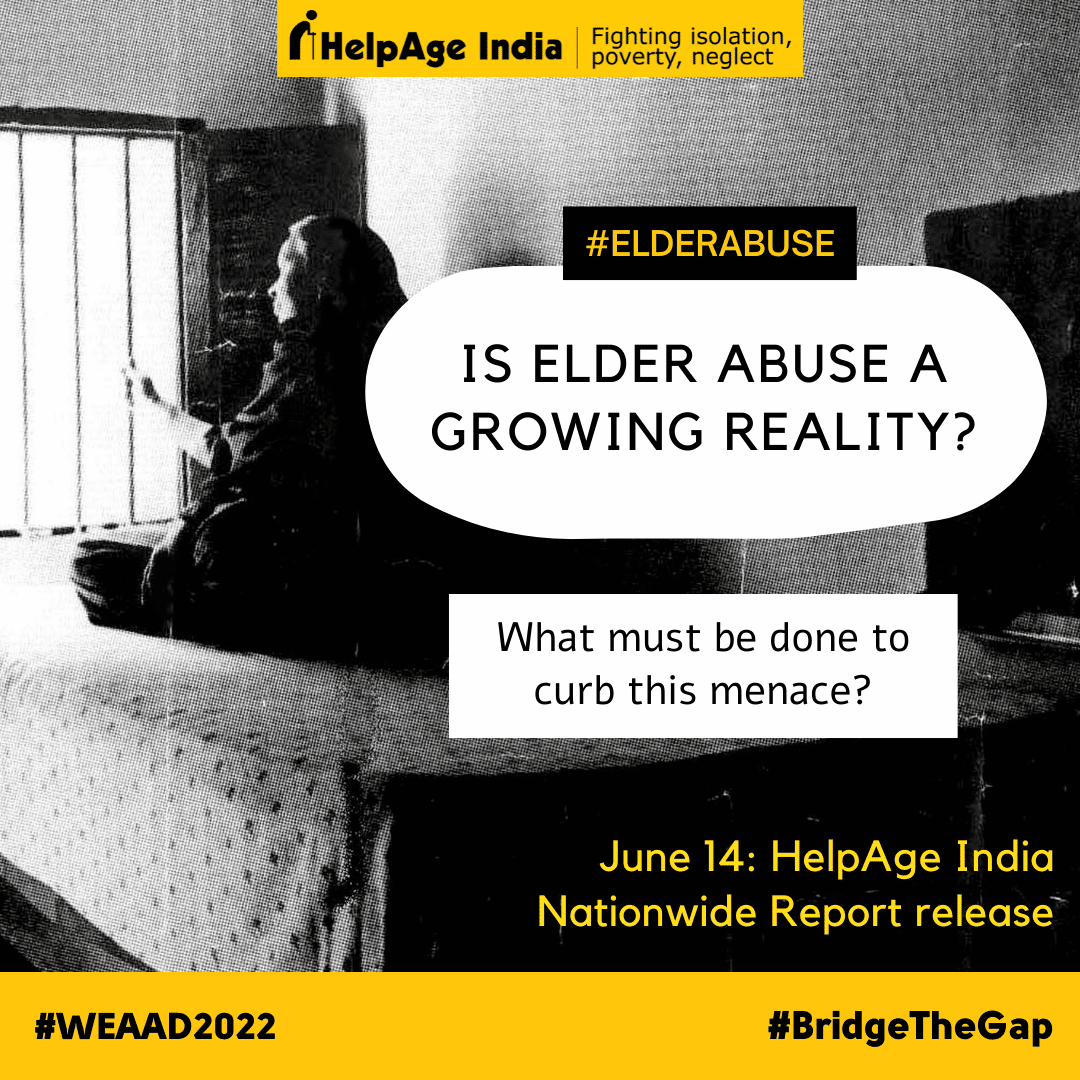 HelpAge India
Fighting isolation,
poverty, neglect
#ELDERABUSE
IS ELDER ABUSE A
GROWING REALITY?
What must be done to
curb this menace?
June 14: HelpAge India
Nationwide Report release
#WEAAD2022
#BridgeTheGap